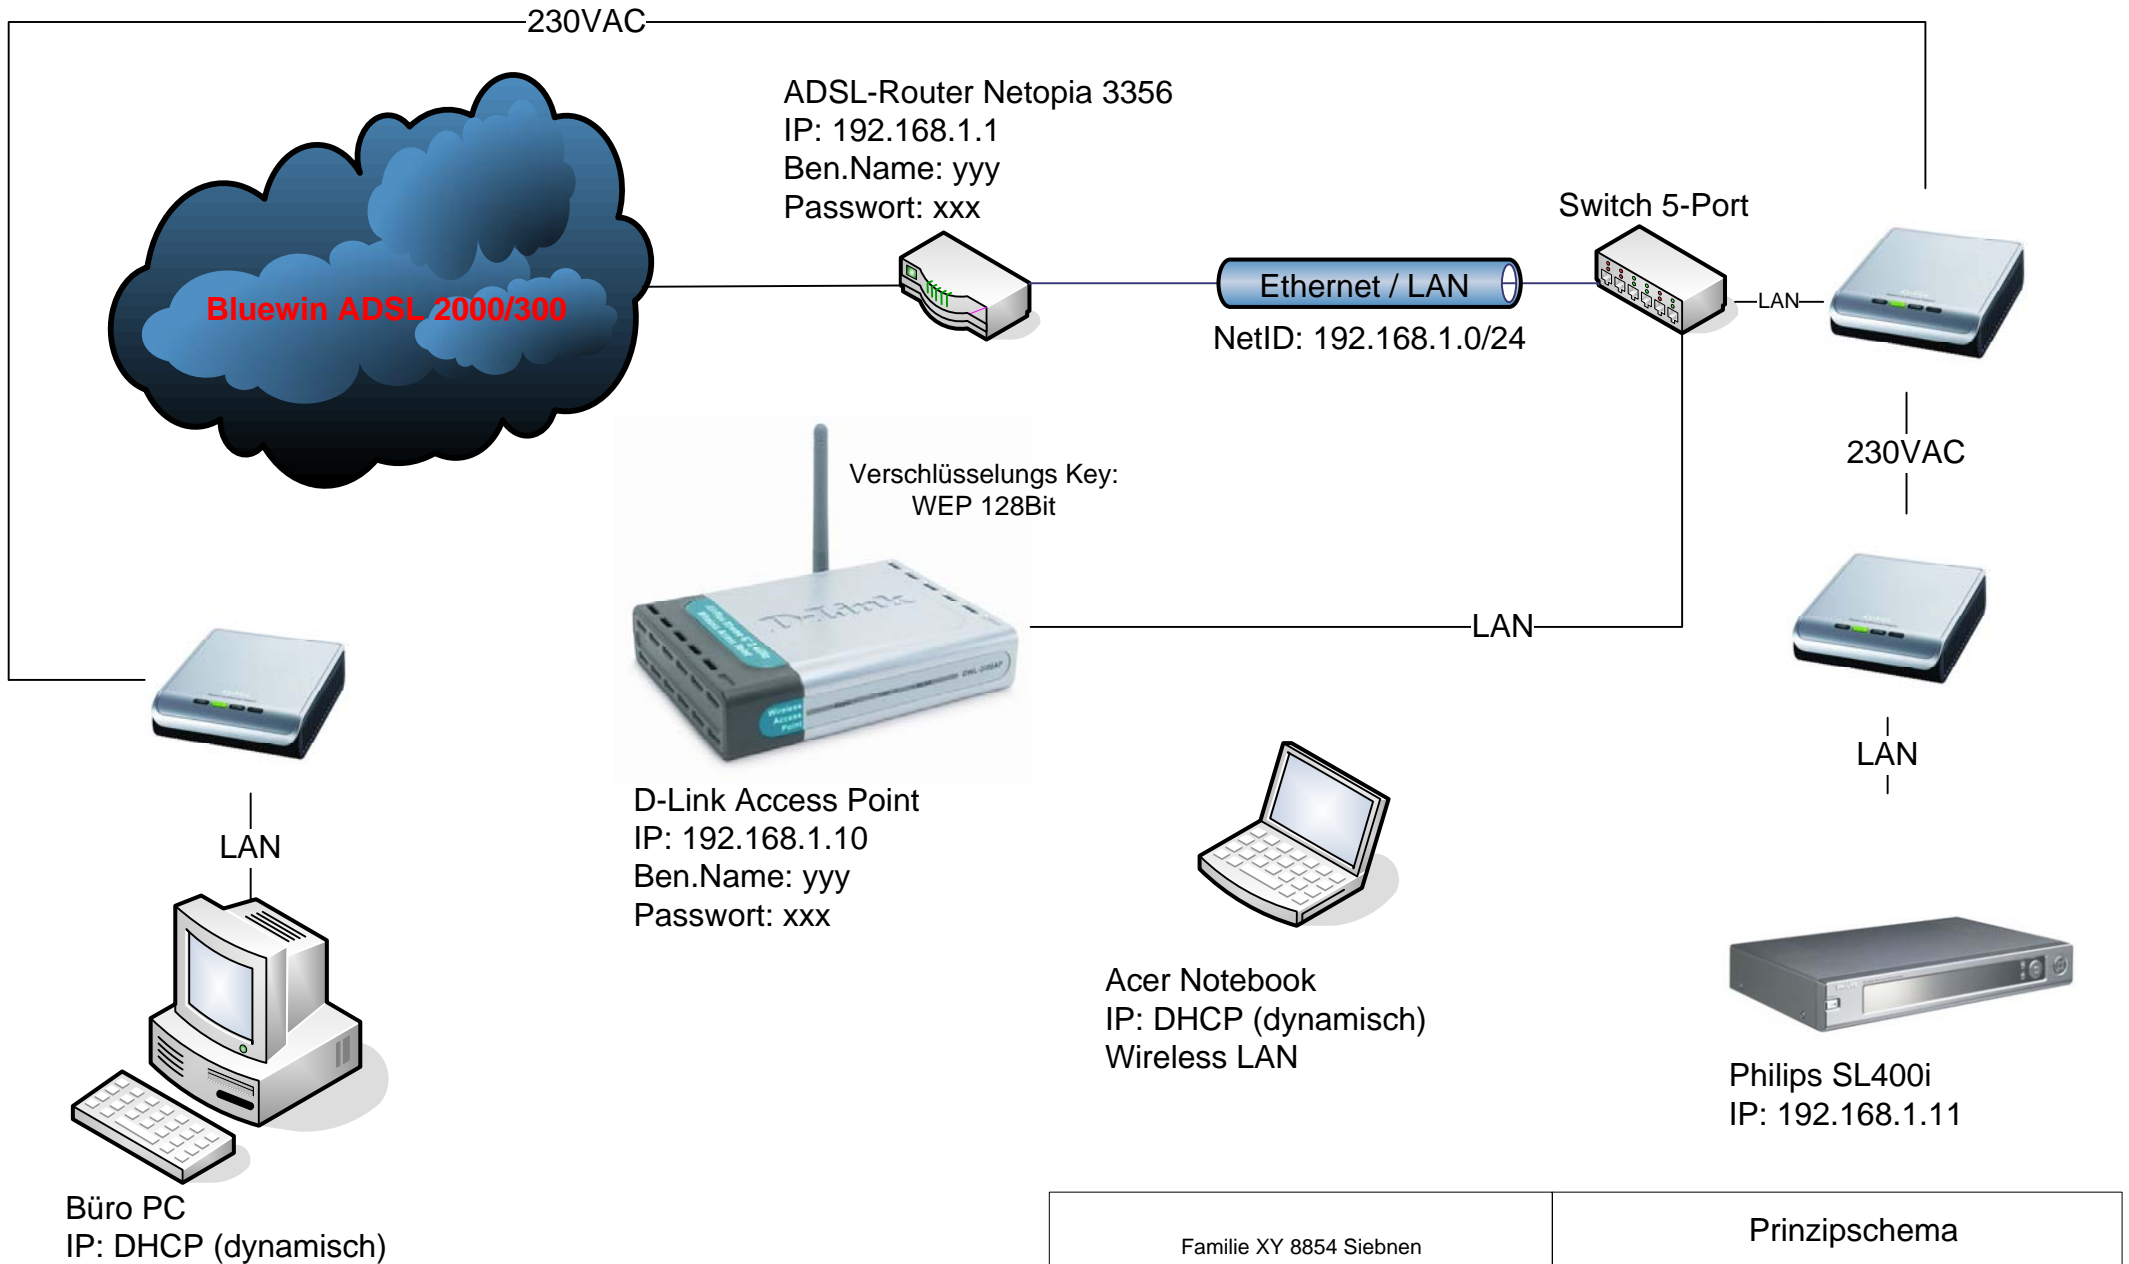 230VAC
ADSL-Router Netopia 3356
IP: 192.168.1.1
Ben.Name: yyy
Passwort: xxx
Switch 5-Port
Bluewin ADSL 2000/300
Ethernet / LAN
LAN
NetID: 192.168.1.0/24
230VAC
Verschlüsselungs Key:
WEP 128Bit
D-Link
Wireless
Access
Point
LAN
LAN
LAN
D-Link Access Point
IP: 192.168.1.10
Ben.Name: yyy
Passwort: xxx
Acer Notebook
IP: DHCP (dynamisch)
Wireless LAN
Philips SL400i
IP: 192.168.1.11
Büro PC
IP: DHCP (dynamisch)
Familie XY 8854 Siebnen
Prinzipschema